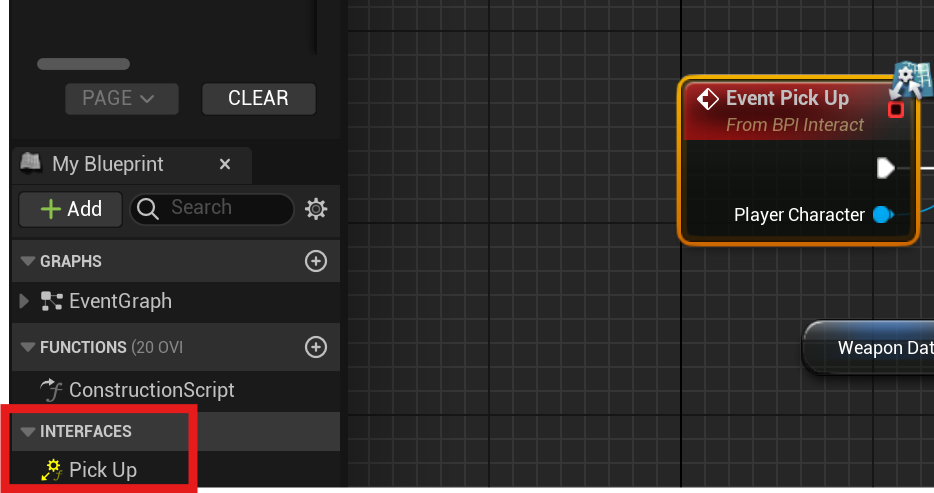 PAGE
CLEAR
My Blueprint
Add
Search
GRAPHS
EventGraph
FUNCTIONS (20 OVI
ConstructionScript
INTERFACES
Pick Up
Event Pick Up
From BPI Interact
Player Character
Weapon Dat